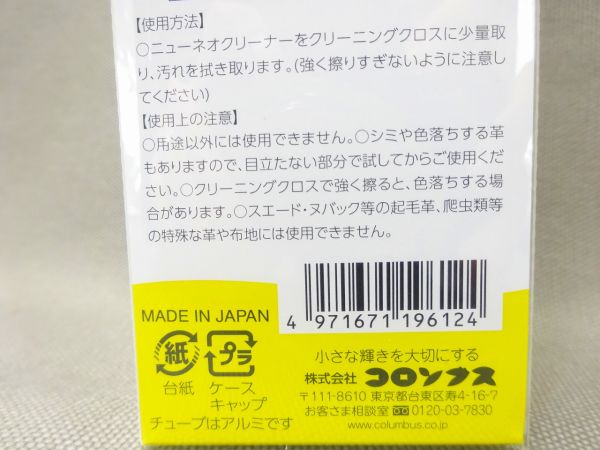 【使用方法】
○ニューネオクリーナーをクリーニングクロスに少量取
り、汚れを拭き取ります。(強く擦りすぎないように注意し
てください)
【使用上の注意】
○用途以外には使用できません。○シミや色落ちする革
もありますので、目立たない部分で試してからご使用くだ
さい。○クリーニングクロスで強く擦ると、色落ちする場
合があります。○スエード・ヌバック等の起毛革、爬虫類等
の特殊な革や布地には使用できません。
MADE IN JAPAN
4 971671 196124
紙 プラ
台紙 ケース
キャップ
チューブはアルミです
小さな輝きを大切にする
株式会社 コロンブス
〒111-8610 東京都台東区寿4-16-7
お客さま相談室 0120-03-7830
www.columbus.co.jp